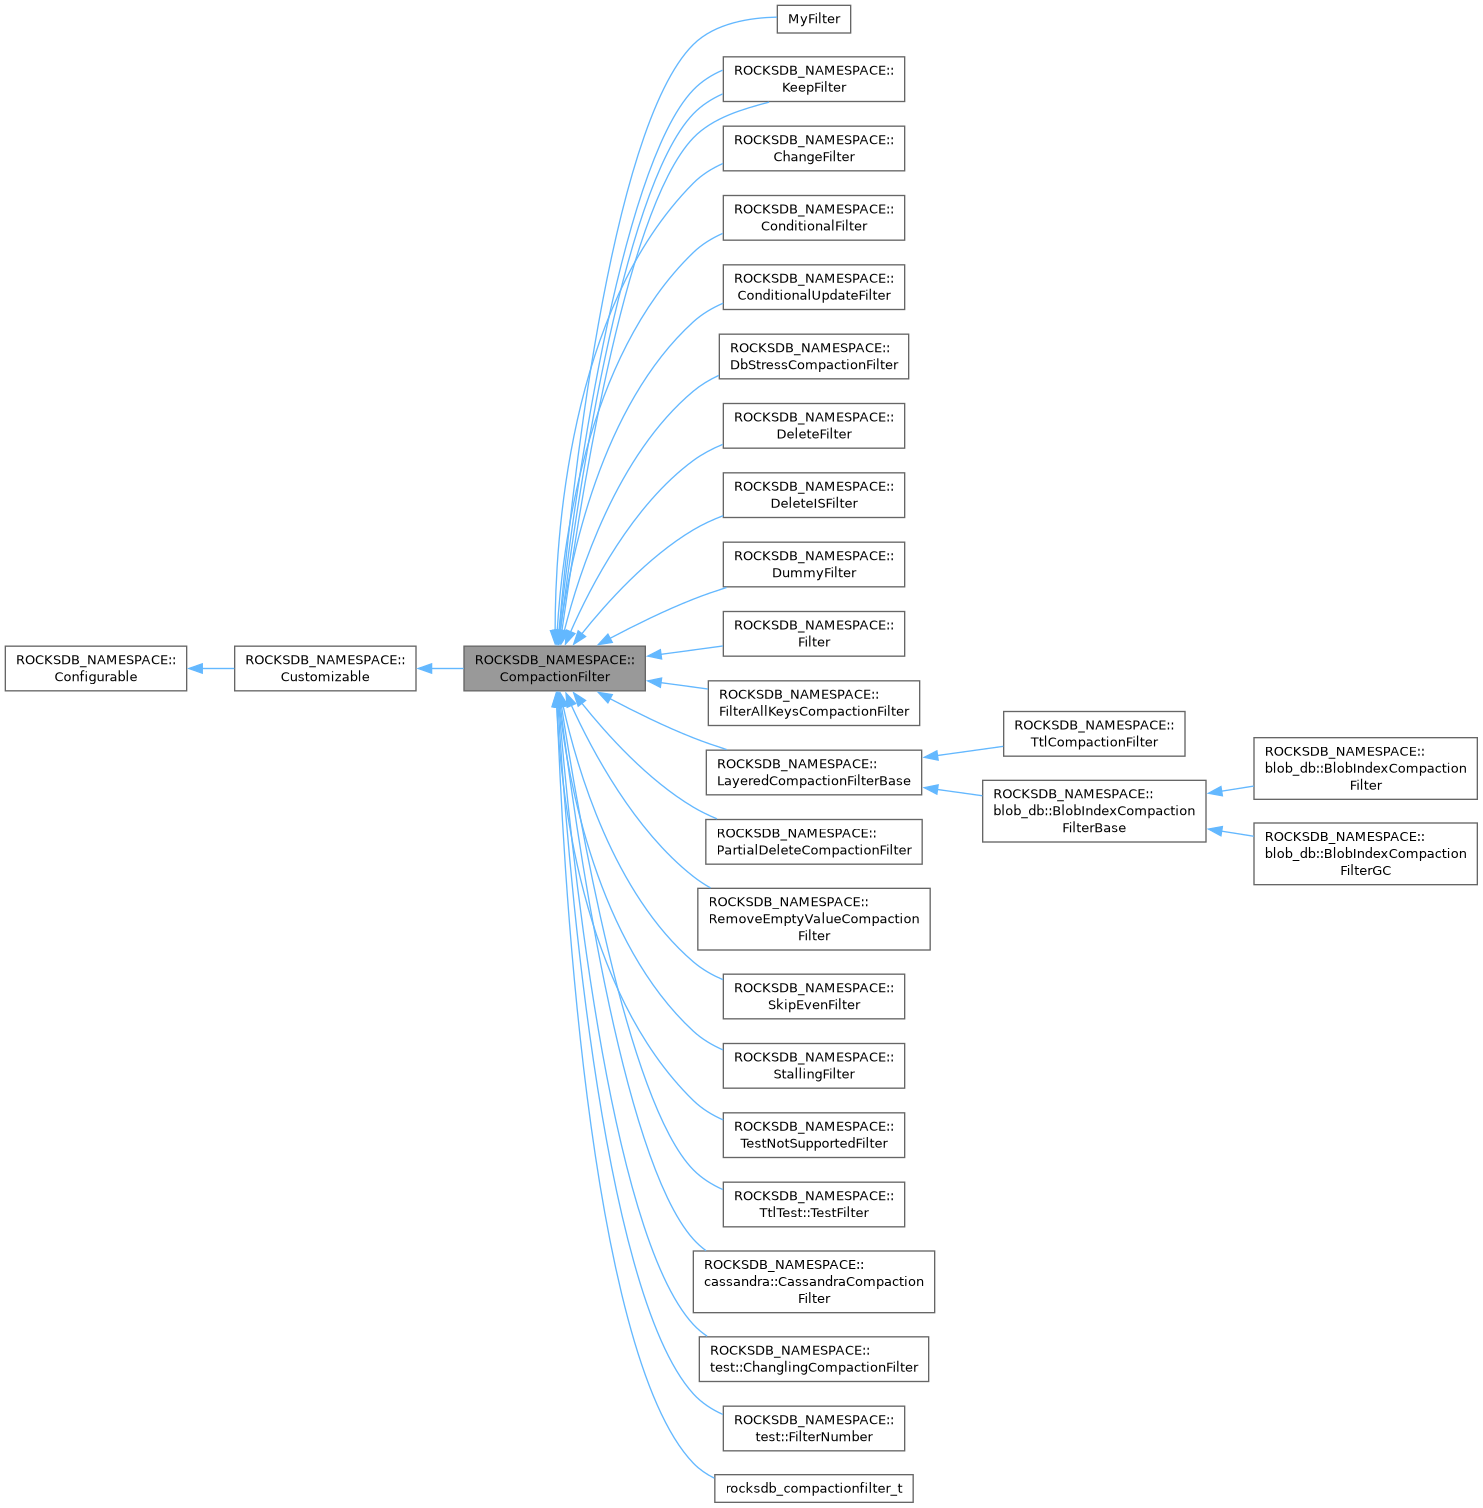 MyFilter
ROCKSDB_NAMESPACE::
KeepFilter
ROCKSDB_NAMESPACE::
ChangeFilter
ROCKSDB_NAMESPACE::
ConditionalFilter
ROCKSDB_NAMESPACE::
ConditionalUpdateFilter
ROCKSDB_NAMESPACE::
DbStressCompactionFilter
ROCKSDB_NAMESPACE::
DeleteFilter
ROCKSDB_NAMESPACE::
DeleteISFilter
ROCKSDB_NAMESPACE::
DummyFilter
ROCKSDB_NAMESPACE::
Filter
ROCKSDB_NAMESPACE::
Configurable
ROCKSDB_NAMESPACE::
Customizable
ROCKSDB_NAMESPACE::
CompactionFilter
ROCKSDB_NAMESPACE::
FilterAllKeysCompactionFilter
ROCKSDB_NAMESPACE::
LayeredCompactionFilterBase
ROCKSDB_NAMESPACE::
TtlCompactionFilter
ROCKSDB_NAMESPACE::
blob_db::BlobIndexCompaction
FilterBase
ROCKSDB_NAMESPACE::
blob_db::BlobIndexCompaction
Filter
ROCKSDB_NAMESPACE::
blob_db::BlobIndexCompaction
FilterGC
ROCKSDB_NAMESPACE::
PartialDeleteCompactionFilter
ROCKSDB_NAMESPACE::
RemoveEmptyValueCompaction
Filter
ROCKSDB_NAMESPACE::
SkipEvenFilter
ROCKSDB_NAMESPACE::
StallingFilter
ROCKSDB_NAMESPACE::
TestNotSupportedFilter
ROCKSDB_NAMESPACE::
TtlTest::TestFilter
ROCKSDB_NAMESPACE::
cassandra::CassandraCompaction
Filter
ROCKSDB_NAMESPACE::
test::ChanglingCompactionFilter
ROCKSDB_NAMESPACE::
test::FilterNumber
rocksdb_compactionfilter_t